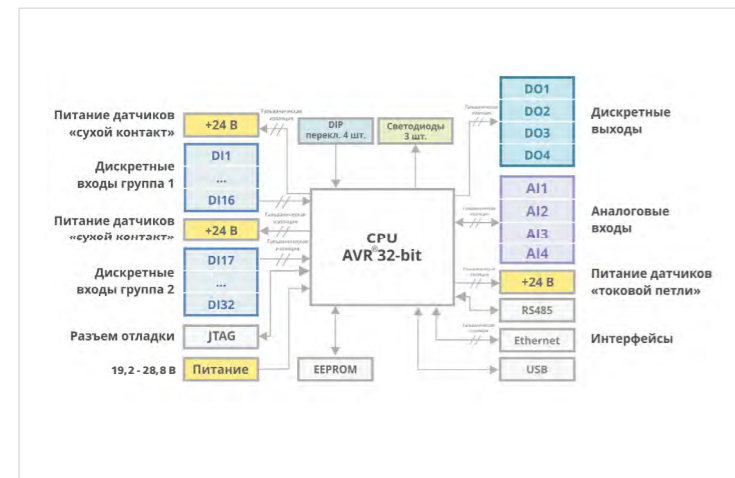 Питание датчиков
«сухой контакт»
+24 В
Гальваническая
изоляция
Дискретные
входы группа 1
DI1
...
DI16
Питание датчиков
«сухой контакт»
+24 В
Дискретные
входы группа 2
DI17
...
DI32
Разъем отладки
JTAG
19,2 - 28,8 В
Питание
DIP
перекл. 4 шт.
Светодиоды
3 шт.
CPU
AVR®32-bit
EEPROM
DO1
DO2
DO3
DO4
Дискретные
выходы
AI1
AI2
AI3
AI4
Аналоговые
входы
+24 В
Питание датчиков
«токовой петли»
RS485
Ethernet
USB
Интерфейсы